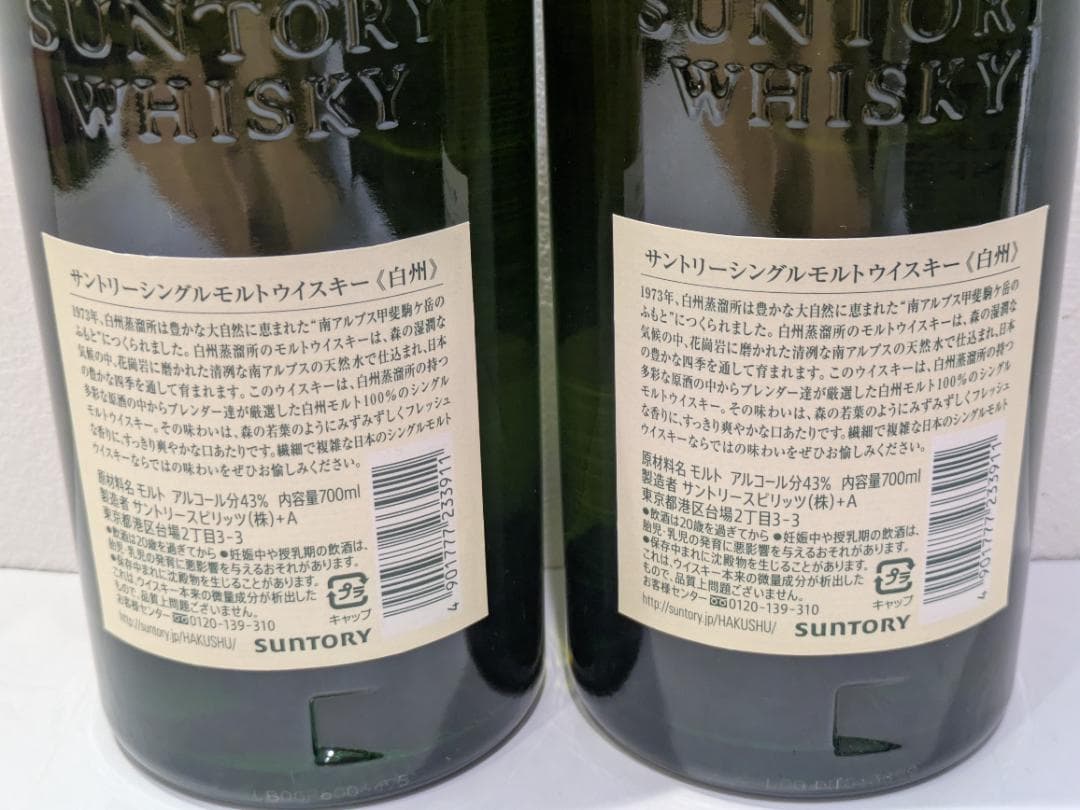 SUNTORY
WHISKY
サントリーシングルモルトウイスキー《白州》
1973年、白州蒸溜所は豊かな大自然に恵まれた“南アルプス甲斐駒ケ岳の
ふもと”につくられました。白州蒸溜所のモルトウイスキーは、森の湿潤な
気候の中、花崗岩に磨かれた清冽な南アルプスの天然水で仕込まれ、日本
の豊かな四季を通して育まれます。このウイスキーは、白州蒸溜所の持つ
多彩な原酒の中からブレンダー達が厳選した白州モルト100%のシングル
モルトウイスキー。その味わいは、森の若葉のようにみずみずしくフレッシュ
な香りに、すっきり爽やかな口あたりです。繊細で複雑な日本のシングルモルト
ウイスキーならではの味わいをぜひお愉しみください。
原材料名 モルト アルコール分43% 内容量700ml
製造者 サントリースピリッツ(株)+A
東京都港区台場2丁目3-3
●飲酒は20歳を過ぎてから ●妊娠中や授乳期の飲酒は、
胎児・乳児の発育に悪影響を与えるおそれがあります。
●保存中まれに沈殿物を生じることがあります。
これは、ウイスキー本来の微量成分が析出した
もので、品質上問題ございません。
お客様センター 0120-139-310
http://suntory.jp/HAKUSHU/ SUNTORY
プラ
キャップ
4 901777 233911
SUNTORY
WHISKY
サントリーシングルモルトウイスキー《白州》
1973年、白州蒸溜所は豊かな大自然に恵まれた“南アルプス甲斐駒ケ岳の
ふもと”につくられました。白州蒸溜所のモルトウイスキーは、森の湿潤な
気候の中、花崗岩に磨かれた清冽な南アルプスの天然水で仕込まれ、日本
の豊かな四季を通して育まれます。このウイスキーは、白州蒸溜所の持つ
多彩な原酒の中からブレンダー達が厳選した白州モルト100%のシングル
モルトウイスキー。その味わいは、森の若葉のようにみずみずしくフレッシュ
な香りに、すっきり爽やかな口あたりです。繊細で複雑な日本のシングルモルト
ウイスキーならではの味わいをぜひお愉しみください。
原材料名 モルト アルコール分43% 内容量700ml
製造者 サントリースピリッツ(株)+A
東京都港区台場2丁目3-3
●飲酒は20歳を過ぎてから ●妊娠中や授乳期の飲酒は、
胎児・乳児の発育に悪影響を与えるおそれがあります。
●保存中まれに沈殿物を生じることがあります。
これは、ウイスキー本来の微量成分が析出した
もので、品質上問題ございません。
お客様センター 0120-139-310
http://suntory.jp/HAKUSHU/ SUNTORY
プラ
キャップ
4 901777 233911